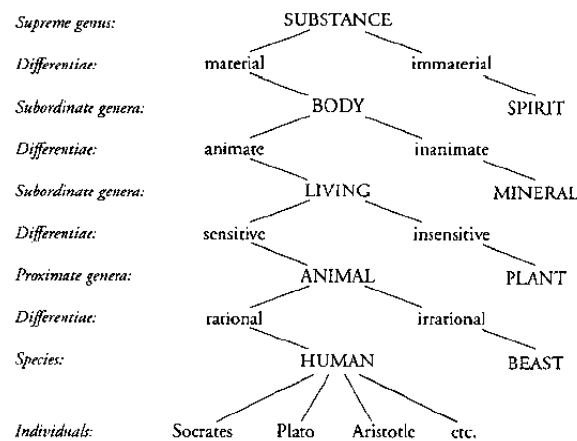 Supreme genus: SUBSTANCE
Differentiae: material immaterial
Subordinate genera: BODY SPIRIT
Differentiae: animate inanimate
Subordinate genera: LIVING MINERAL
Differentiae: sensitive insensitive
Proximate genera: ANIMAL PLANT
Differentiae: rational irrational
Species: HUMAN BEAST
Individuals: Socrates Plato Aristotle etc.